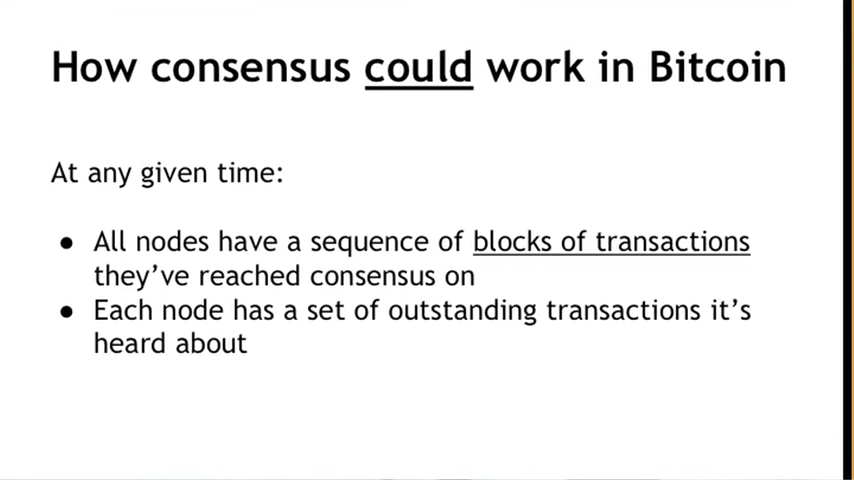 How consensus could work in Bitcoin
At any given time:
● All nodes have a sequence of blocks of transactions
they’ve reached consensus on
● Each node has a set of outstanding transactions it’s
heard about